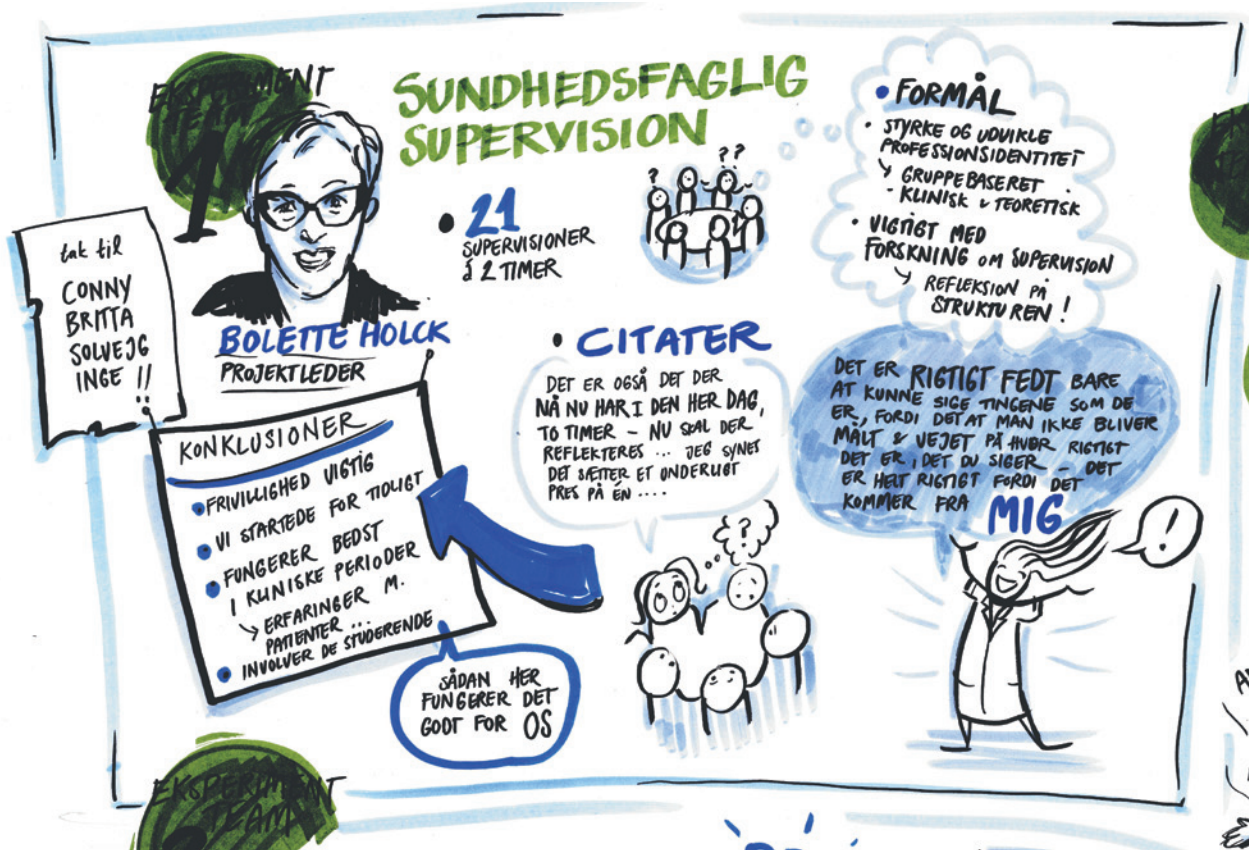 EKSPERIMENT
1
SUNDHEDSFAGLIG
SUPERVISION
tak til
CONNY
BRITTA
SOLVEJG
INGE !!
BOLETTE HOLCK
PROJEKTLEDER
• 21
SUPERVISIONER
á 2 TIMER
?
??
• FORMÅL
• STYRKE OG UDVIKLE
PROFESSIONSIDENTITET
↳ GRUPPEBASERET
- KLINISK & TEORETISK
• VIGTIGT MED
FORSKNING OM SUPERVISION
↳ REFLEKSION PÅ
STRUKTUREN !
• CITATER
DET ER OGSÅ DET DER
NÅ NU HAR I DEN HER DAG,
TO TIMER – NU SKAL DER
REFLEKTERES ... JEG SYNES
DET SÆTTER ET UNDERLIGT
PRES PÅ ÉN ....
?
DET ER RIGTIGT FEDT BARE
AT KUNNE SIGE TINGENE SOM DE
ER, FORDI DET AT MAN IKKE BLIVER
MÅLT & VEJET PÅ HVOR RIGTIGT
DET ER, DET DU SIGER – DET
ER HELT RIGTIGT FORDI DET
KOMMER FRA MIG
!
KONKLUSIONER
• FRIVILLIGHED VIGTIG
• VI STARTEDE FOR TIDLIGT
• FUNGERER BEDST
I KLINISKE PERIODER
↳ ERFARINGER M.
PATIENTER ...
• INVOLVER DE STUDERENDE
SÅDAN HER
FUNGERER DET
GODT FOR OS
EKSPERIMENT
TEAM